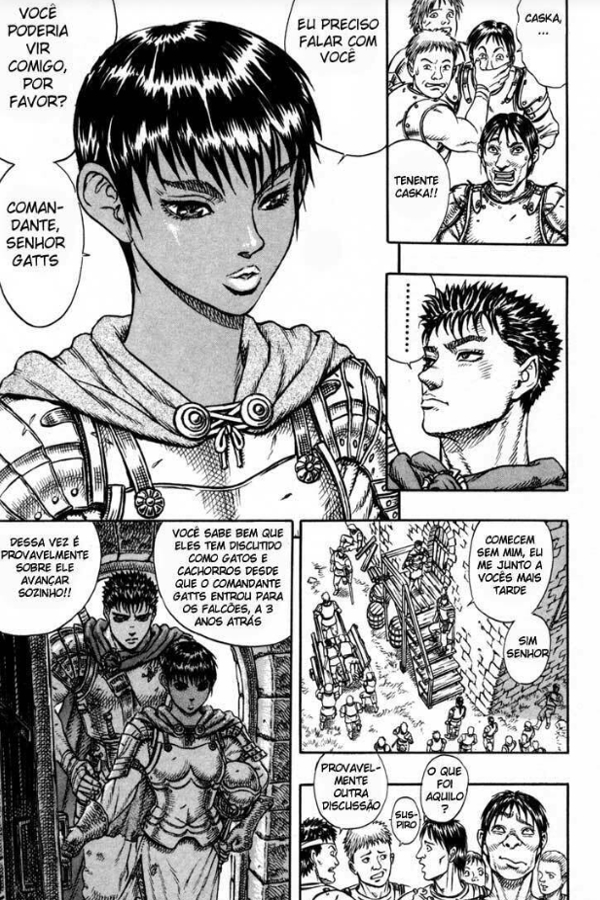 CASKA,
...
TENENTE
CASKA!!
EU PRECISO
FALAR COM
VOCÊ
VOCÊ
PODERIA
VIR
COMIGO,
POR
FAVOR?
COMAN-
DANTE,
SENHOR
GATTS
........
COMECEM
SEM MIM, EU
ME JUNTO A
VOCÊS MAIS
TARDE
SIM
SENHOR
VOCÊ SABE BEM QUE
ELES TEM DISCUTIDO
COMO GATOS E
CACHORROS DESDE
QUE O COMANDANTE
GATTS ENTROU PARA
OS FALCÕES, A 3
ANOS ATRÁS
DESSA VEZ É
PROVAVELMENTE
SOBRE ELE
AVANÇAR
SOZINHO!!
O QUE
FOI
AQUILO
?
SUS-
PIRO
PROVAVEL-
MENTE
OUTRA
DISCUSSÃO